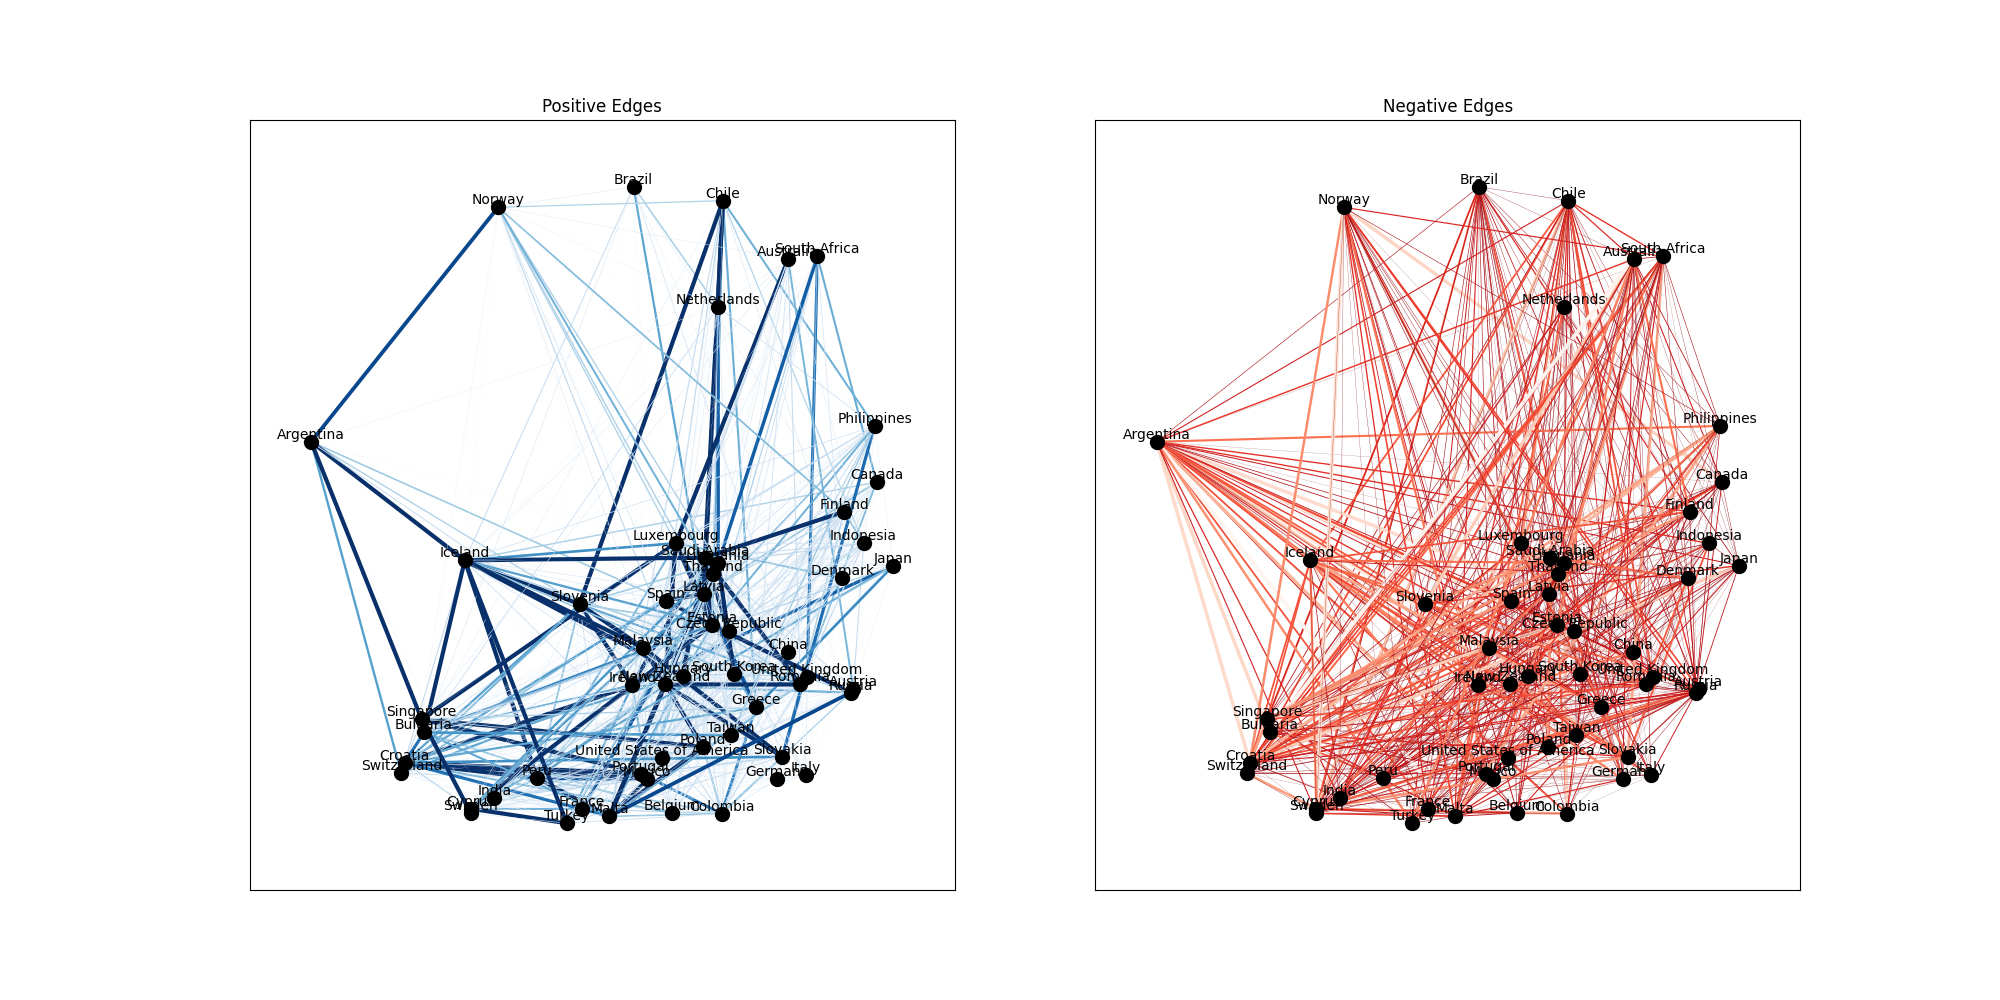 Positive Edges
Norway
Brazil
Chile
Australia
South Africa
Netherlands
Argentina
Philippines
Canada
Finland
Indonesia
Japan
Denmark
Luxembourg
Saudi Arabia
Thailand
Latvia
Iceland
Spain
Slovenia
Estonia
Czech Republic
Malaysia
China
Hungary
South Korea
United Kingdom
Ireland
New Zealand
Romania
Austria
Greece
Singapore
Bulgaria
Taiwan
Poland
United States of America
Slovakia
Croatia
Switzerland
Peru
Portugal
Mexico
Germany
Italy
India
Cyprus
Sweden
Turkey
France
Malta
Belgium
Colombia
Negative Edges
Norway
Brazil
Chile
Australia
South Africa
Netherlands
Argentina
Philippines
Canada
Finland
Indonesia
Japan
Denmark
Luxembourg
Saudi Arabia
Thailand
Latvia
Iceland
Spain
Slovenia
Estonia
Czech Republic
Malaysia
China
Hungary
South Korea
United Kingdom
Ireland
New Zealand
Romania
Austria
Greece
Singapore
Bulgaria
Taiwan
Poland
United States of America
Slovakia
Croatia
Switzerland
Peru
Portugal
Mexico
Germany
Italy
India
Cyprus
Sweden
Turkey
France
Malta
Belgium
Colombia